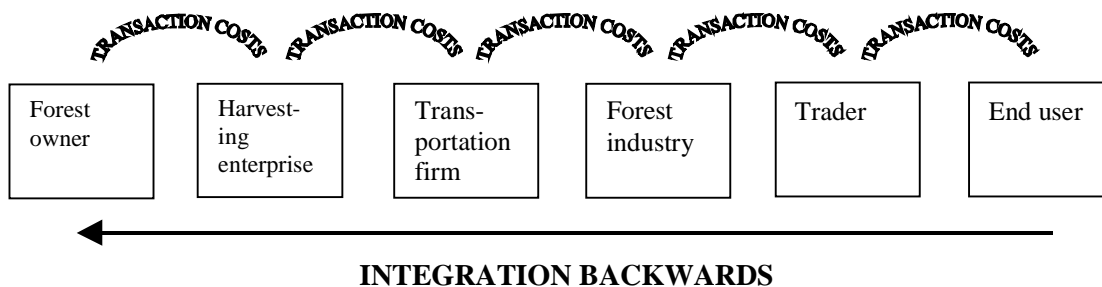 TRANSACTION COSTS
TRANSACTION COSTS
TRANSACTION COSTS
TRANSACTION COSTS
TRANSACTION COSTS
Forest
owner
Harvest-
ing
enterprise
Trans-
portation
firm
Forest
industry
Trader
End user
INTEGRATION BACKWARDS